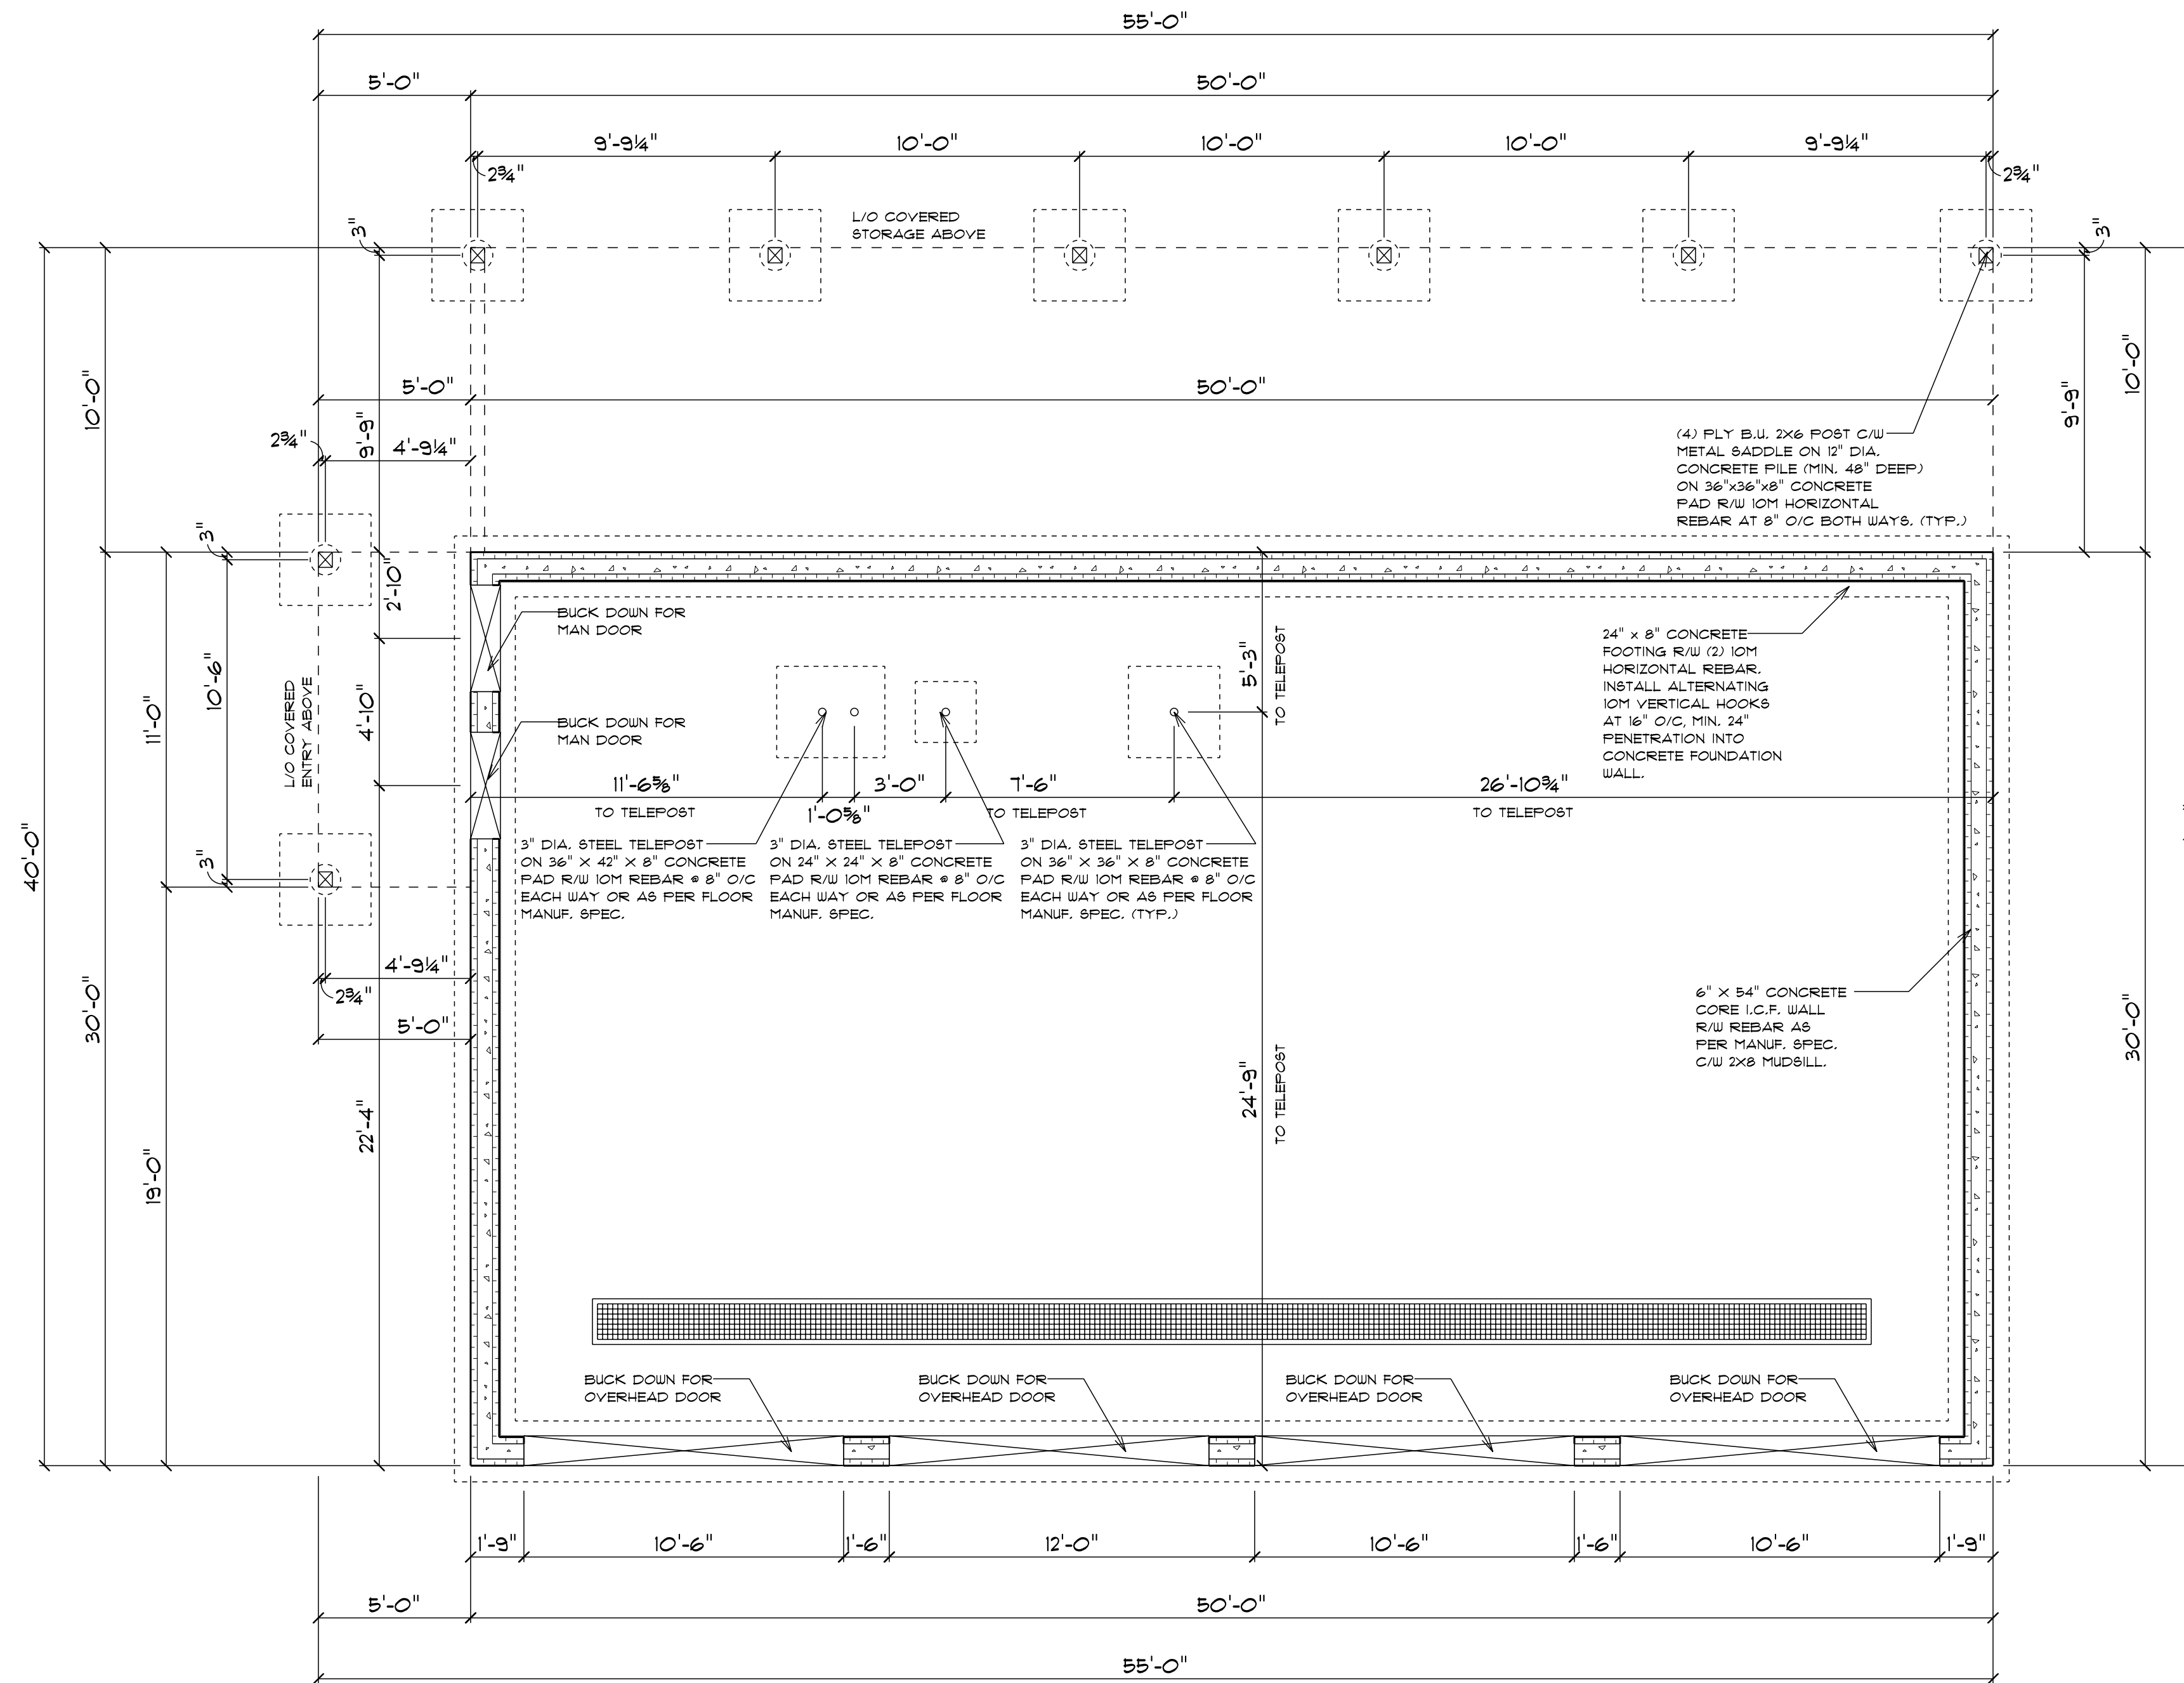 55'-0"
5'-0"
50'-0"
9'-9¼"
10'-0"
10'-0"
10'-0"
9'-9¼"
2¾"
2¾"
L/O COVERED
STORAGE ABOVE
3"
3"
10'-0"
9'-9"
5'-0"
50'-0"
10'-0"
9'-9"
2¾"
4'-9¼"
(4) PLY B.U. 2X6 POST C/W
METAL SADDLE ON 12" DIA.
CONCRETE PILE (MIN. 48" DEEP)
ON 36"x36"x8" CONCRETE
PAD R/W 10M HORIZONTAL
REBAR AT 8" O/C BOTH WAYS. (TYP.)
3"
2'-10"
BUCK DOWN FOR
MAN DOOR
10'-6"
11'-0"
4'-10"
L/O COVERED
ENTRY ABOVE
BUCK DOWN FOR
MAN DOOR
5'-3"
TO TELEPOST
24" x 8" CONCRETE
FOOTING R/W (2) 10M
HORIZONTAL REBAR.
INSTALL ALTERNATING
10M VERTICAL HOOKS
AT 16" O/C, MIN. 24"
PENETRATION INTO
CONCRETE FOUNDATION
WALL.
11'-6⅝"
TO TELEPOST
1'-0⅝"
3'-0"
7'-6"
TO TELEPOST
26'-10¾"
TO TELEPOST
3" DIA. STEEL TELEPOST
ON 36" X 42" X 8" CONCRETE
PAD R/W 10M REBAR @ 8" O/C
EACH WAY OR AS PER FLOOR
MANUF. SPEC.
3" DIA. STEEL TELEPOST
ON 24" X 24" X 8" CONCRETE
PAD R/W 10M REBAR @ 8" O/C
EACH WAY OR AS PER FLOOR
MANUF. SPEC.
3" DIA. STEEL TELEPOST
ON 36" X 36" X 8" CONCRETE
PAD R/W 10M REBAR @ 8" O/C
EACH WAY OR AS PER FLOOR
MANUF. SPEC. (TYP.)
40'-0"
3"
4'-9¼"
2¾"
5'-0"
30'-0"
19'-0"
22'-4"
24'-9"
TO TELEPOST
6" X 54" CONCRETE
CORE I.C.F. WALL
R/W REBAR AS
PER MANUF. SPEC.
C/W 2X8 MUDSILL.
30'-0"
BUCK DOWN FOR
OVERHEAD DOOR
BUCK DOWN FOR
OVERHEAD DOOR
BUCK DOWN FOR
OVERHEAD DOOR
BUCK DOWN FOR
OVERHEAD DOOR
1'-9"
10'-6"
1'-6"
12'-0"
10'-6"
1'-6"
10'-6"
1'-9"
5'-0"
50'-0"
55'-0"